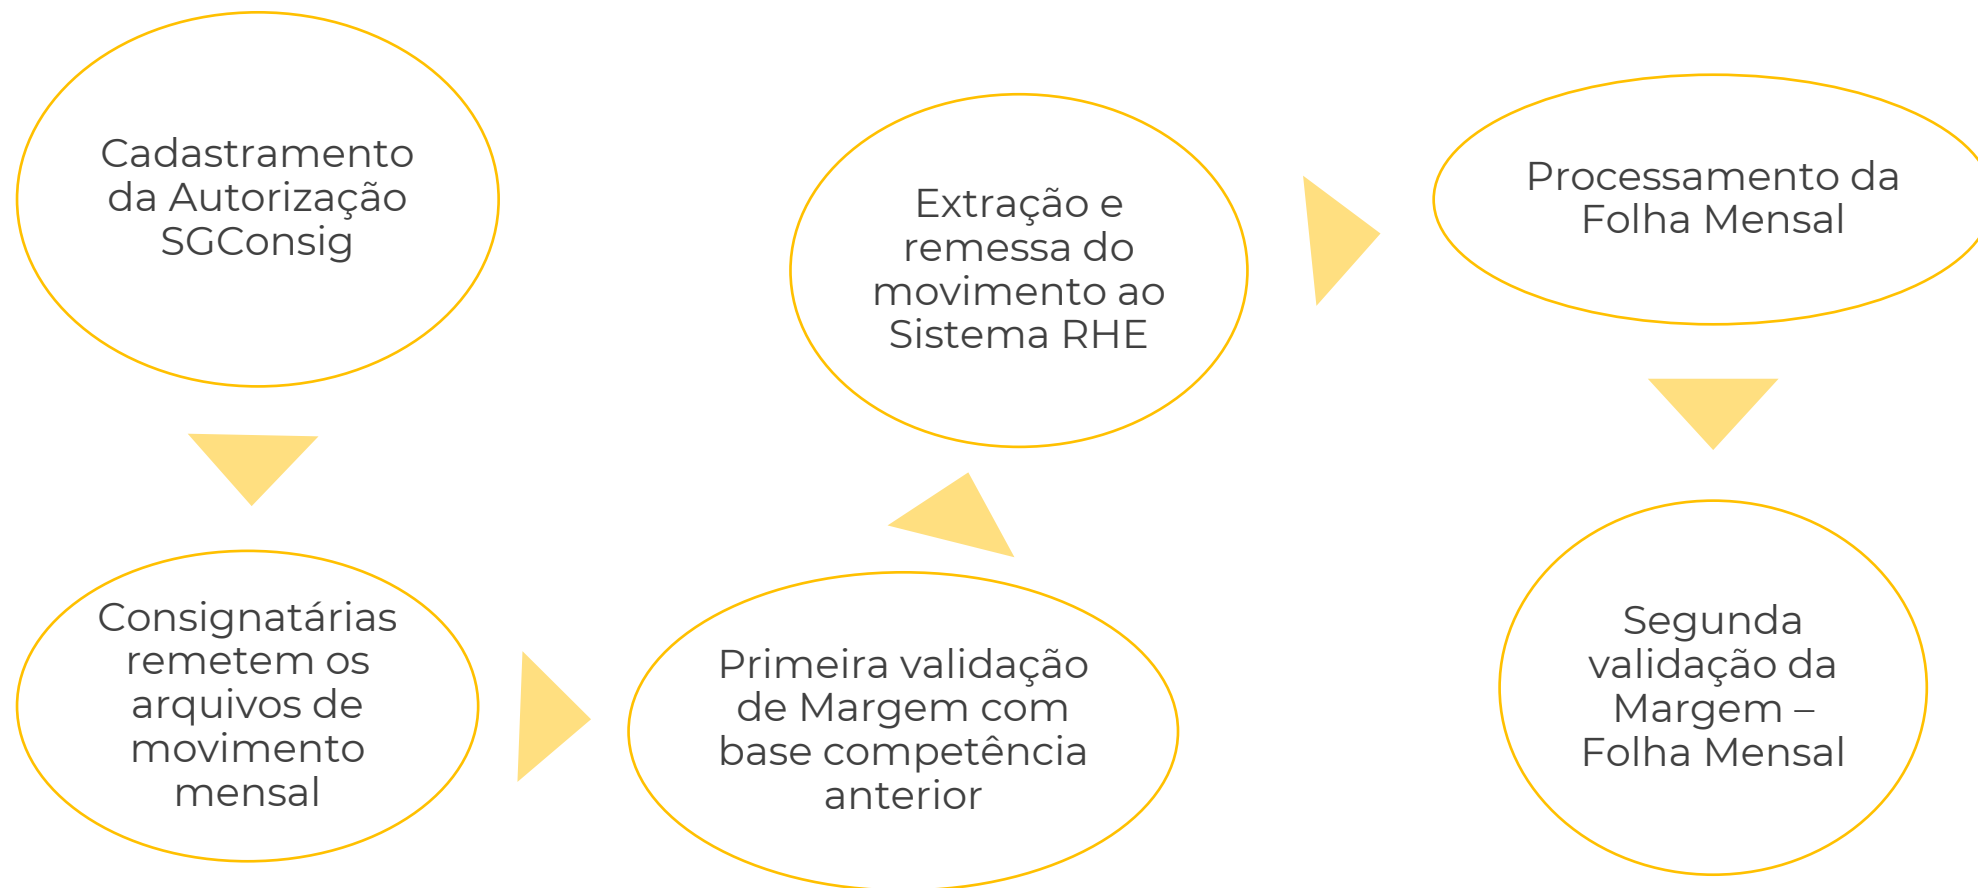 Cadastramento
da Autorização
SGConsig
Consignatárias
remetem os
arquivos de
movimento
mensal
Primeira validação
de Margem com
base competência
anterior
Extração e
remessa do
movimento ao
Sistema RHE
Processamento da
Folha Mensal
Segunda
validação da
Margem –
Folha Mensal